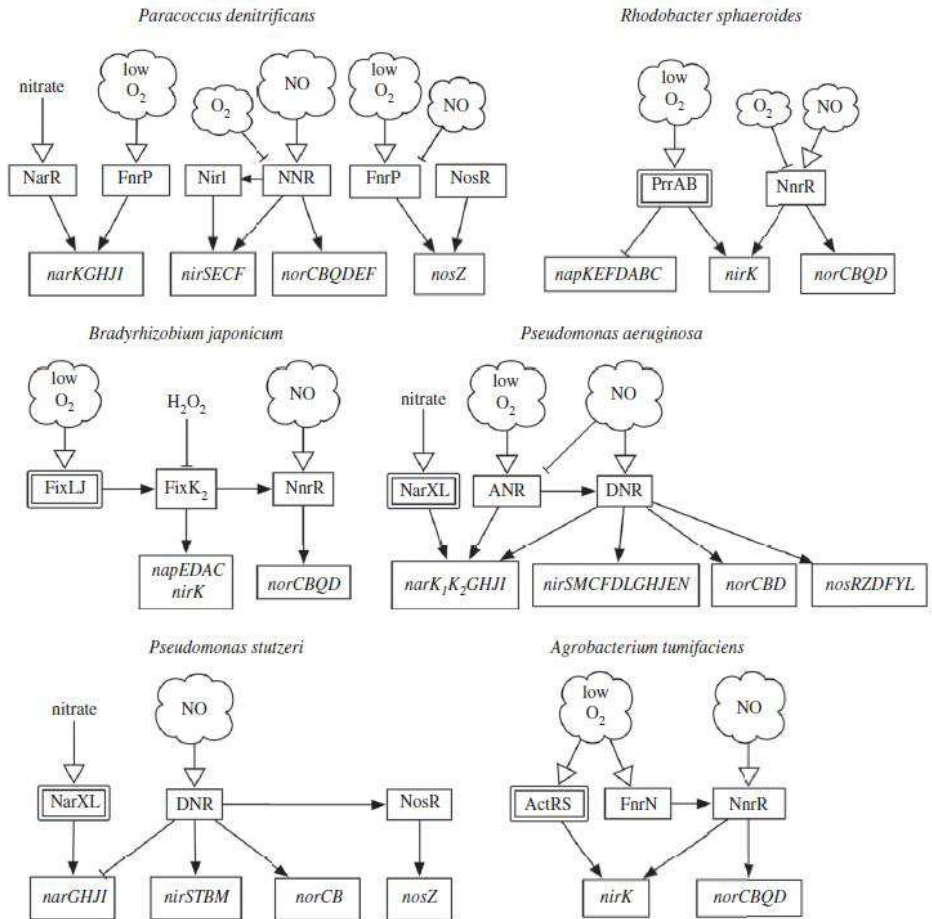 Paracoccus denitrificans
nitrate
low
O₂
O₂
NO
low
O₂
NO
NarR
FnrP
NirI
NNR
FnrP
NosR
narKGHJI
nirSECF
norCBQDEF
nosZ
Rhodobacter sphaeroides
low
O₂
O₂
NO
PrrAB
NnrR
napKEFDABC
nirK
norCBQD
Bradyrhizobium japonicum
low
O₂
H₂O₂
NO
FixLJ
FixK₂
NnrR
napEDAC
nirK
norCBQD
Pseudomonas aeruginosa
nitrate
low
O₂
NO
NarXL
ANR
DNR
narK₁K₂GHJI
nirSMCFDLGHJEN
norCBD
nosRZDFYL
Pseudomonas stutzeri
nitrate
NO
NarXL
DNR
NosR
narGHJI
nirSTBM
norCB
nosZ
Agrobacterium tumifaciens
low
O₂
NO
ActRS
FnrN
NnrR
nirK
norCBQD